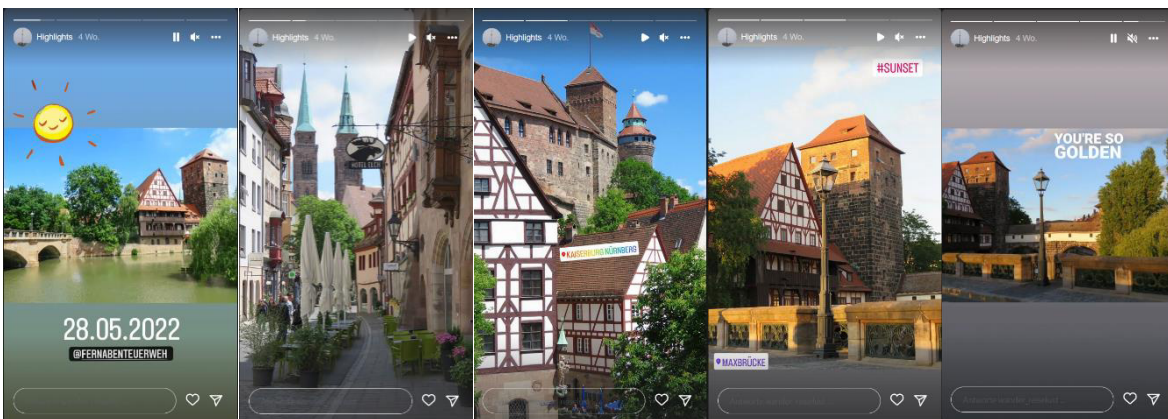 Highlights 4 Wo.
28.05.2022
@FERNABENTEUERWEH
Highlights 4 Wo.
HOTEL ELCH
Highlights 4 Wo.
KAISERBURG NÜRNBERG
Highlights 4 Wo.
#SUNSET
MAXBRÜCKE
Highlights 4 Wo.
YOU'RE SO
GOLDEN